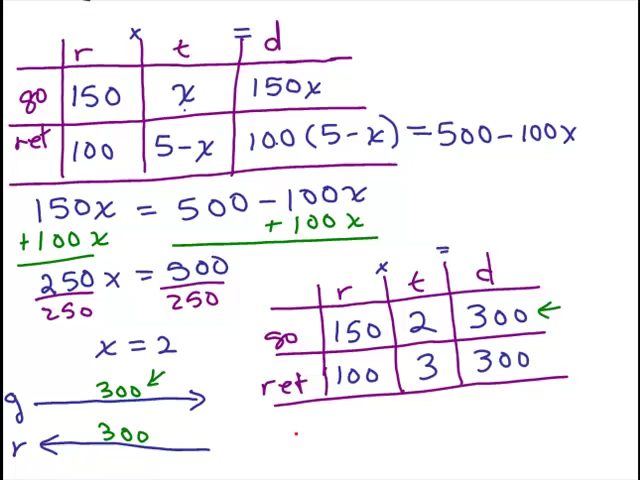 r x t = d
go 150 x 150x
ret 100 5-x 100(5-x) = 500-100x
150x = 500-100x
+100x +100x
250x = 500
250 250
x = 2
r x t = d
go 150 2 300 ←
ret 100 3 300
g 300
r 300